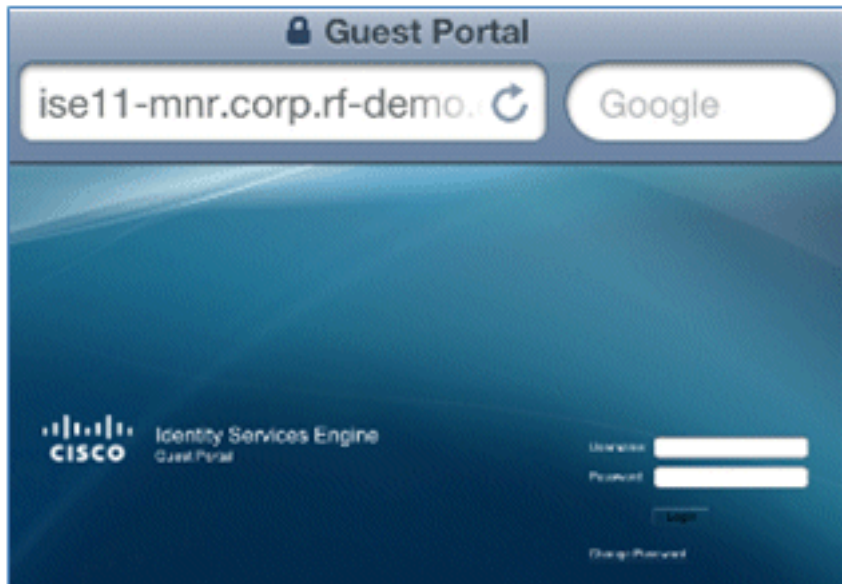 Guest Portal
ise11-mnr.corp.rf-demo.
Google
CISCO
Identity Services Engine
Guest Portal
Username
Password
Login
Change Password